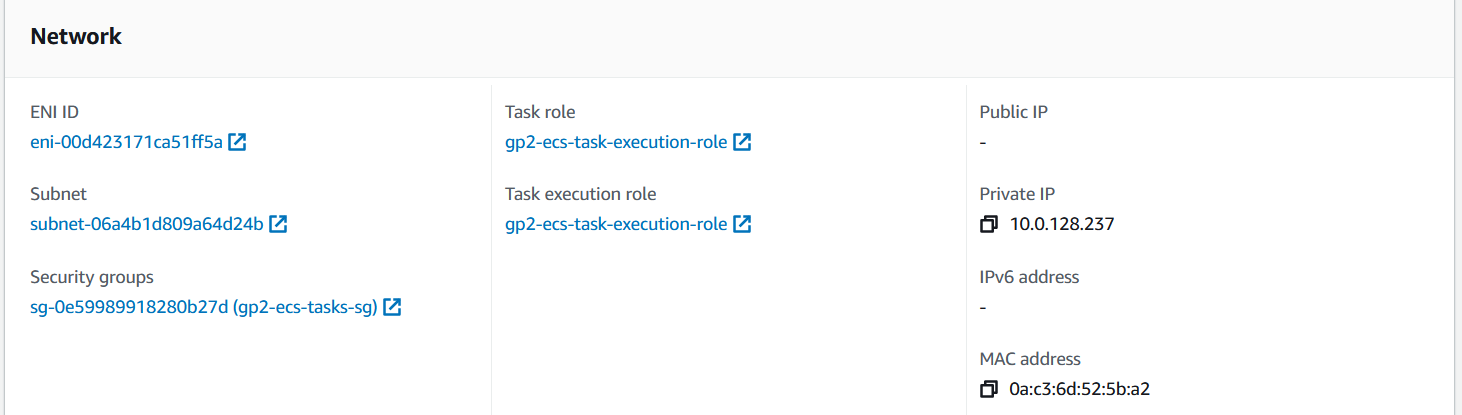 Network
ENI ID
eni-00d423171ca51ff5a
Subnet
subnet-06a4b1d809a64d24b
Security groups
sg-0e59989918280b27d (gp2-ecs-tasks-sg)
Task role
gp2-ecs-task-execution-role
Task execution role
gp2-ecs-task-execution-role
Public IP
-
Private IP
10.0.128.237
IPv6 address
-
MAC address
0a:c3:6d:52:5b:a2